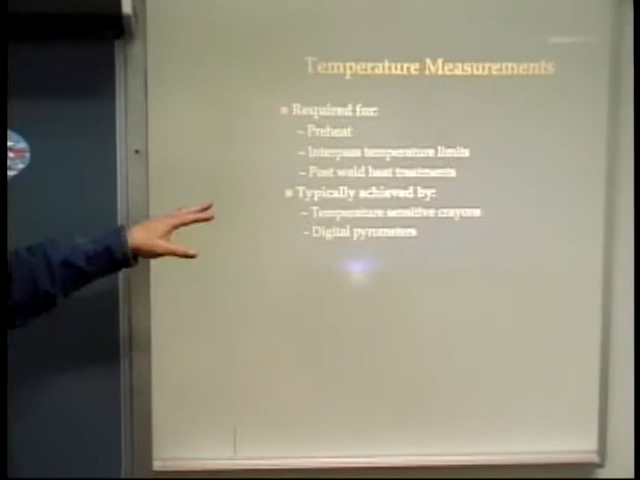 Temperature Measurements
Required for:
– Preheat
– Interpass temperature limits
– Post weld heat treatments
Typically achieved by:
– Temperature sensitive crayons
– Digital pyrometers